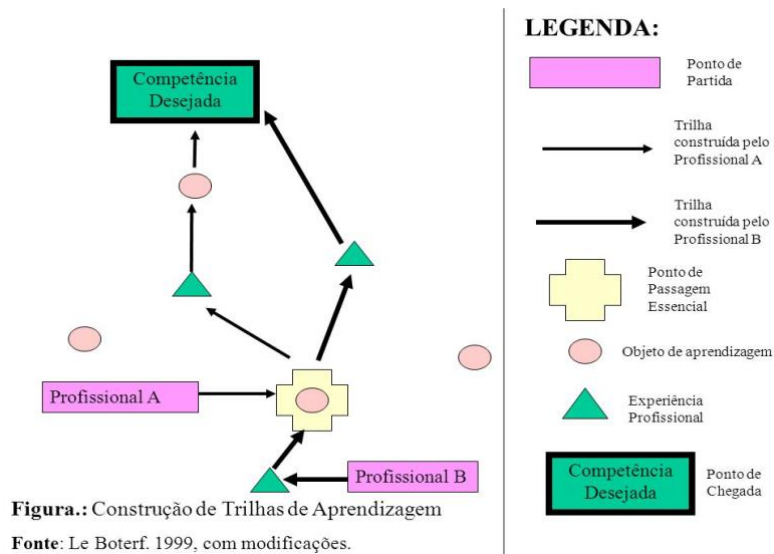 Competência
Desejada
Profissional A
Profissional B
Figura.: Construção de Trilhas de Aprendizagem
Fonte: Le Boterf. 1999, com modificações.
LEGENDA:
Ponto de
Partida
Trilha
construída pelo
Profissional A
Trilha
construída pelo
Profissional B
Ponto de
Passagem
Essencial
Objeto de aprendizagem
Experiência
Profissional
Competência
Desejada
Ponto de
Chegada